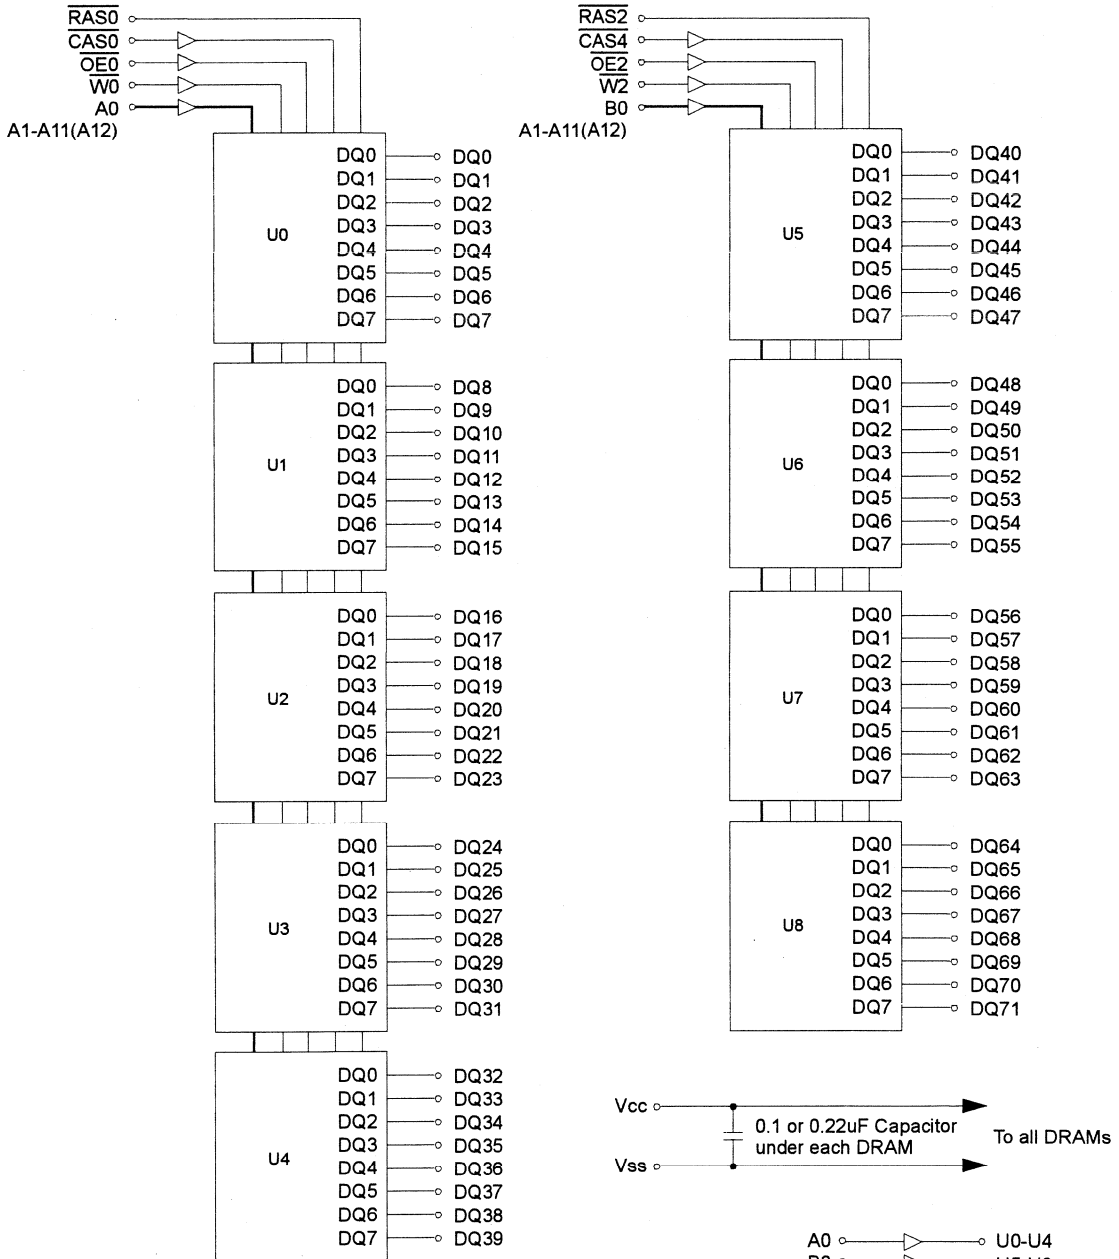 RAS0
CAS0
OE0
W0
A0
A1-A11(A12)
U0
DQ0 DQ0
DQ1 DQ1
DQ2 DQ2
DQ3 DQ3
DQ4 DQ4
DQ5 DQ5
DQ6 DQ6
DQ7 DQ7
U1
DQ0 DQ8
DQ1 DQ9
DQ2 DQ10
DQ3 DQ11
DQ4 DQ12
DQ5 DQ13
DQ6 DQ14
DQ7 DQ15
U2
DQ0 DQ16
DQ1 DQ17
DQ2 DQ18
DQ3 DQ19
DQ4 DQ20
DQ5 DQ21
DQ6 DQ22
DQ7 DQ23
U3
DQ0 DQ24
DQ1 DQ25
DQ2 DQ26
DQ3 DQ27
DQ4 DQ28
DQ5 DQ29
DQ6 DQ30
DQ7 DQ31
U4
DQ0 DQ32
DQ1 DQ33
DQ2 DQ34
DQ3 DQ35
DQ4 DQ36
DQ5 DQ37
DQ6 DQ38
DQ7 DQ39
RAS2
CAS4
OE2
W2
B0
A1-A11(A12)
U5
DQ0 DQ40
DQ1 DQ41
DQ2 DQ42
DQ3 DQ43
DQ4 DQ44
DQ5 DQ45
DQ6 DQ46
DQ7 DQ47
U6
DQ0 DQ48
DQ1 DQ49
DQ2 DQ50
DQ3 DQ51
DQ4 DQ52
DQ5 DQ53
DQ6 DQ54
DQ7 DQ55
U7
DQ0 DQ56
DQ1 DQ57
DQ2 DQ58
DQ3 DQ59
DQ4 DQ60
DQ5 DQ61
DQ6 DQ62
DQ7 DQ63
U8
DQ0 DQ64
DQ1 DQ65
DQ2 DQ66
DQ3 DQ67
DQ4 DQ68
DQ5 DQ69
DQ6 DQ70
DQ7 DQ71
Vcc
0.1 or 0.22uF Capacitor
under each DRAM
To all DRAMs
Vss
A0 U0-U4